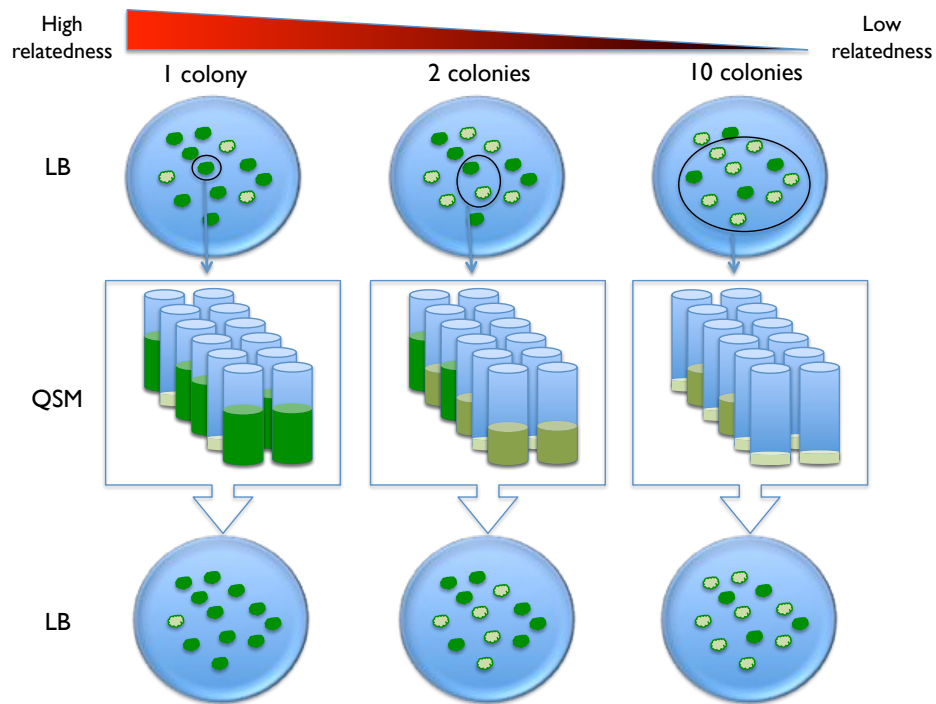 High
relatedness
Low
relatedness
1 colony
2 colonies
10 colonies
LB
QSM
LB